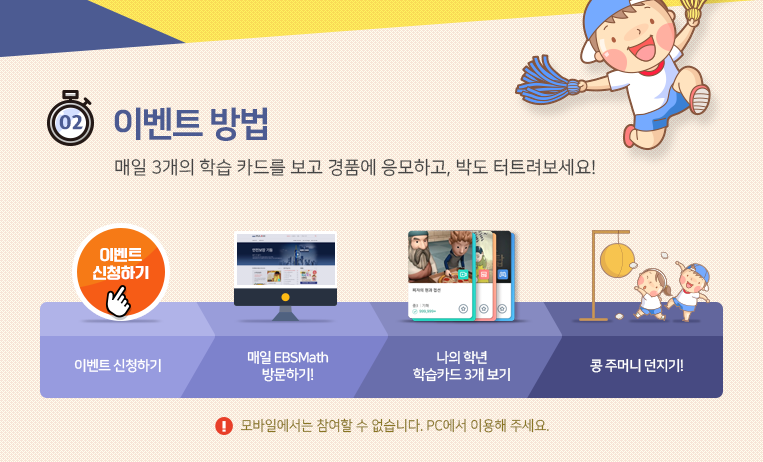 02
이벤트 방법
매일 3개의 학습 카드를 보고 경품에 응모하고, 박도 터트려보세요!
이벤트
신청하기
이벤트 신청하기
매일 EBSMath
방문하기!
나의 학년
학습카드 3개 보기
콩 주머니 던지기!
모바일에서는 참여할 수 없습니다. PC에서 이용해 주세요.